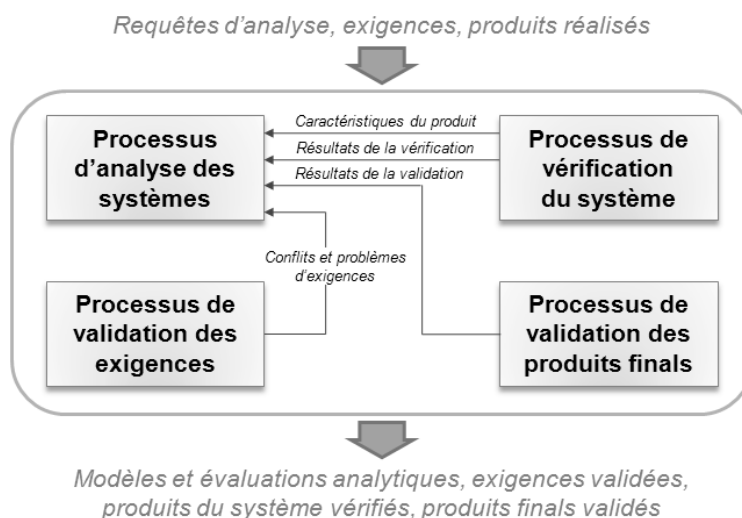 Requêtes d'analyse, exigences, produits réalisés
Processus
d'analyse des
systèmes
Caractéristiques du produit
Résultats de la vérification
Résultats de la validation
Processus de
vérification
du système
Conflits et problèmes
d'exigences
Processus de
validation des
exigences
Processus de
validation des
produits finals
Modèles et évaluations analytiques, exigences validées,
produits du système vérifiés, produits finals validés